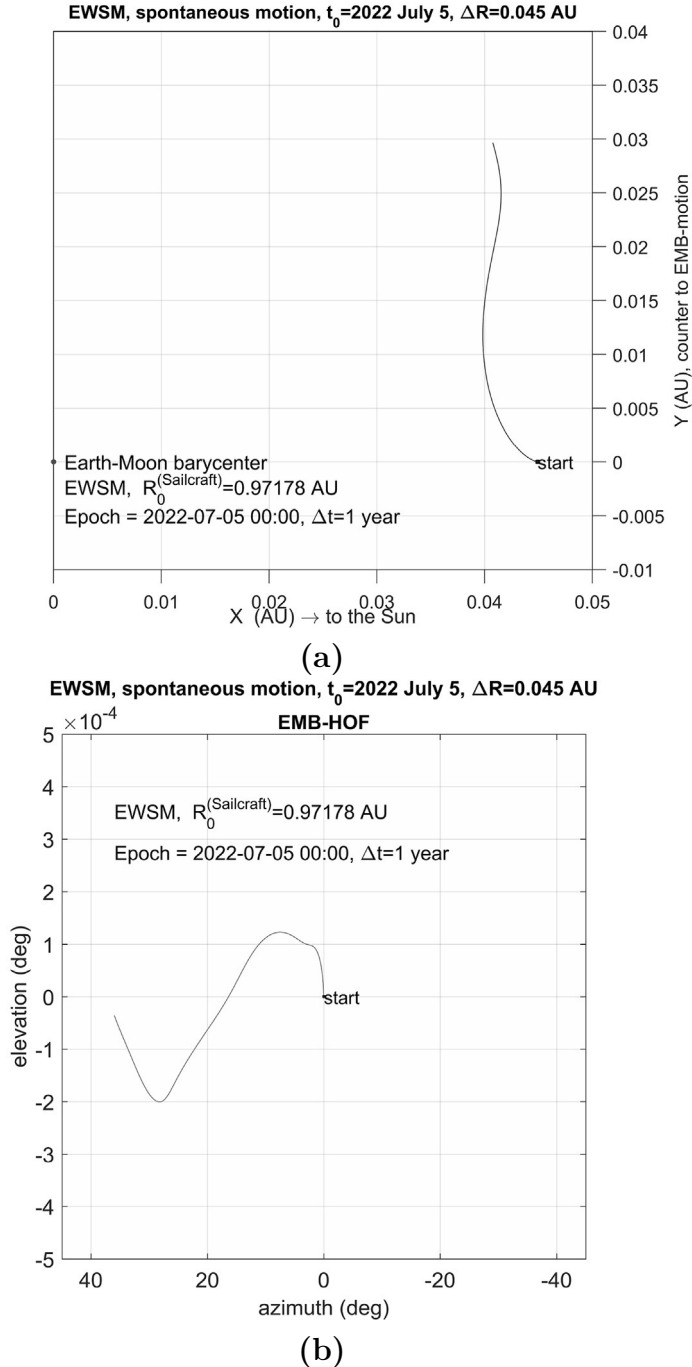 EWSM, spontaneous motion, t0=2022 July 5, ΔR=0.045 AU
0.04
0.035
0.03
0.025
0.02
0.015
0.01
0.005
0
-0.005
-0.01
Y (AU), counter to EMB-motion
start
Earth-Moon barycenter
EWSM, R0(Sailcraft)=0.97178 AU
Epoch = 2022-07-05 00:00, Δt=1 year
0 0.01 0.02 0.03 0.04 0.05
X (AU) → to the Sun
(a)
EWSM, spontaneous motion, t0=2022 July 5, ΔR=0.045 AU
EMB-HOF
×10-4
5
4
3
2
1
0
-1
-2
-3
-4
-5
elevation (deg)
EWSM, R0(Sailcraft)=0.97178 AU
Epoch = 2022-07-05 00:00, Δt=1 year
start
40 20 0 -20 -40
azimuth (deg)
(b)